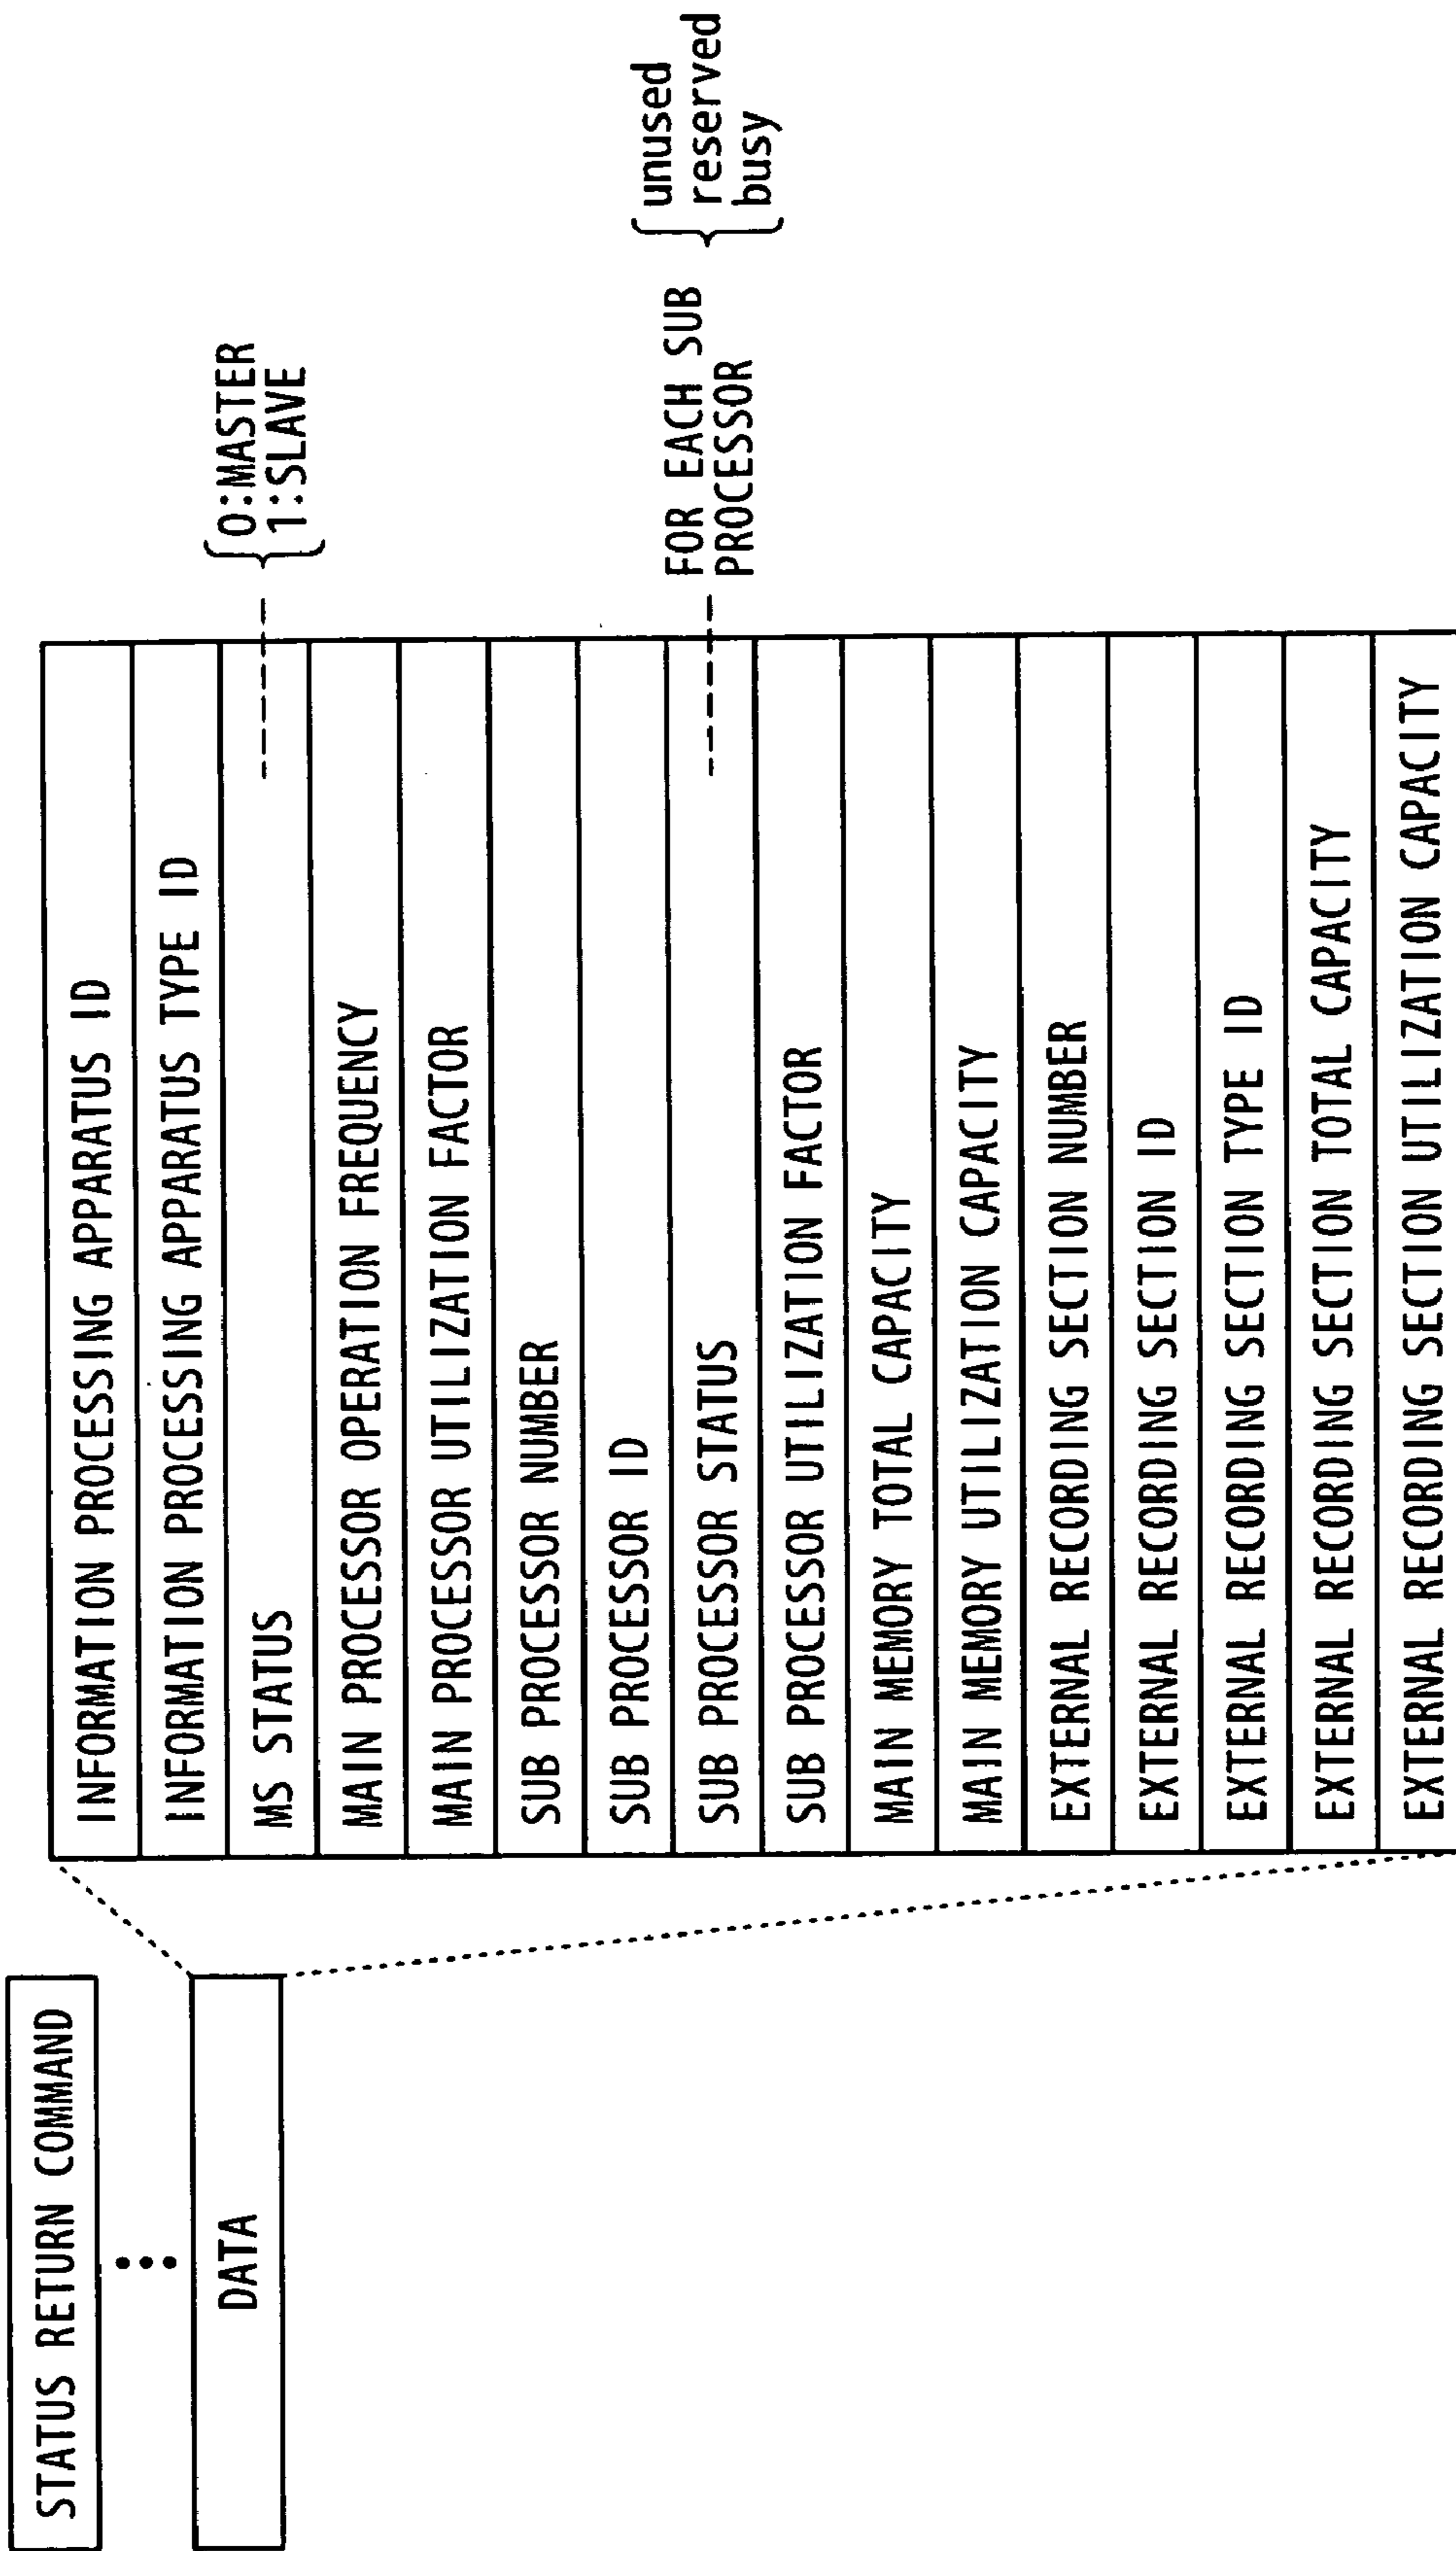 STATUS RETURN COMMAND
DATA
INFORMATION PROCESSING APPARATUS ID
INFORMATION PROCESSING APPARATUS TYPE ID
MS STATUS
0:MASTER
1:SLAVE
MAIN PROCESSOR OPERATION FREQUENCY
MAIN PROCESSOR UTILIZATION FACTOR
SUB PROCESSOR NUMBER
SUB PROCESSOR ID
SUB PROCESSOR STATUS
FOR EACH SUB
PROCESSOR
unused
reserved
busy
SUB PROCESSOR UTILIZATION FACTOR
MAIN MEMORY TOTAL CAPACITY
MAIN MEMORY UTILIZATION CAPACITY
EXTERNAL RECORDING SECTION NUMBER
EXTERNAL RECORDING SECTION ID
EXTERNAL RECORDING SECTION TYPE ID
EXTERNAL RECORDING SECTION TOTAL CAPACITY
EXTERNAL RECORDING SECTION UTILIZATION CAPACITY